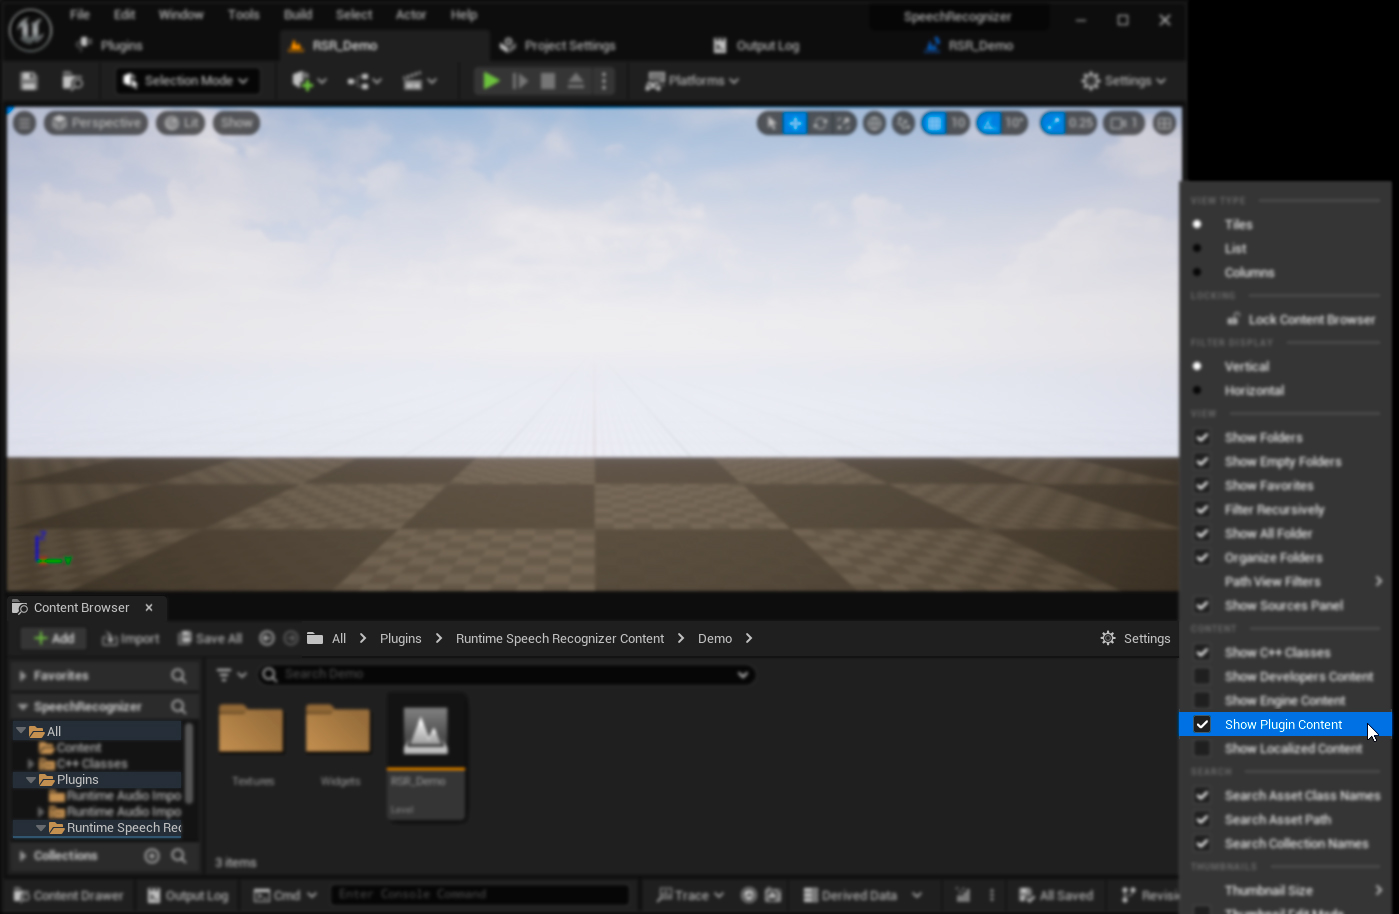 File Edit Window Tools Build Select Actor Help
SpeechRecognizer
Plugins
RSR_Demo
Project Settings
Output Log
RSR_Demo
Selection Mode
Platforms
Settings
Perspective
Lit
Show
10
10°
0.25
1
VIEW TYPE
Tiles
List
Columns
LOCKING
Lock Content Browser
FILTER DISPLAY
Vertical
Horizontal
VIEW
Show Folders
Show Empty Folders
Show Favorites
Filter Recursively
Show All Folder
Organize Folders
Path View Filters
Show Sources Panel
CONTENT
Show C++ Classes
Show Developers Content
Show Engine Content
Show Plugin Content
Show Localized Content
SEARCH
Search Asset Class Names
Search Asset Path
Search Collection Names
THUMBNAILS
Thumbnail Size
Thumbnail Edit Mode
Content Browser
Add
Import
Save All
All
Plugins
Runtime Speech Recognizer Content
Demo
Settings
Favorites
Search Demo
SpeechRecognizer
All
Content
C++ Classes
Plugins
Runtime Audio Impo
Runtime Audio Impo
Runtime Speech Rec
Collections
Textures
Widgets
RSR_Demo
Level
3 items
Content Drawer
Output Log
Cmd
Enter Console Command
Trace
Derived Data
All Saved
Revisi